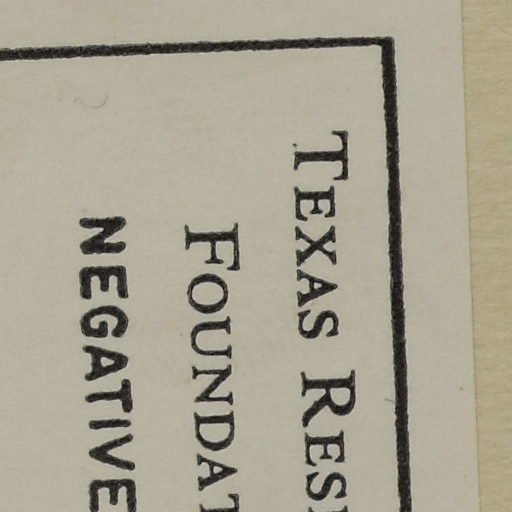 TEXAS RES
FOUNDAT
NEGATIVE